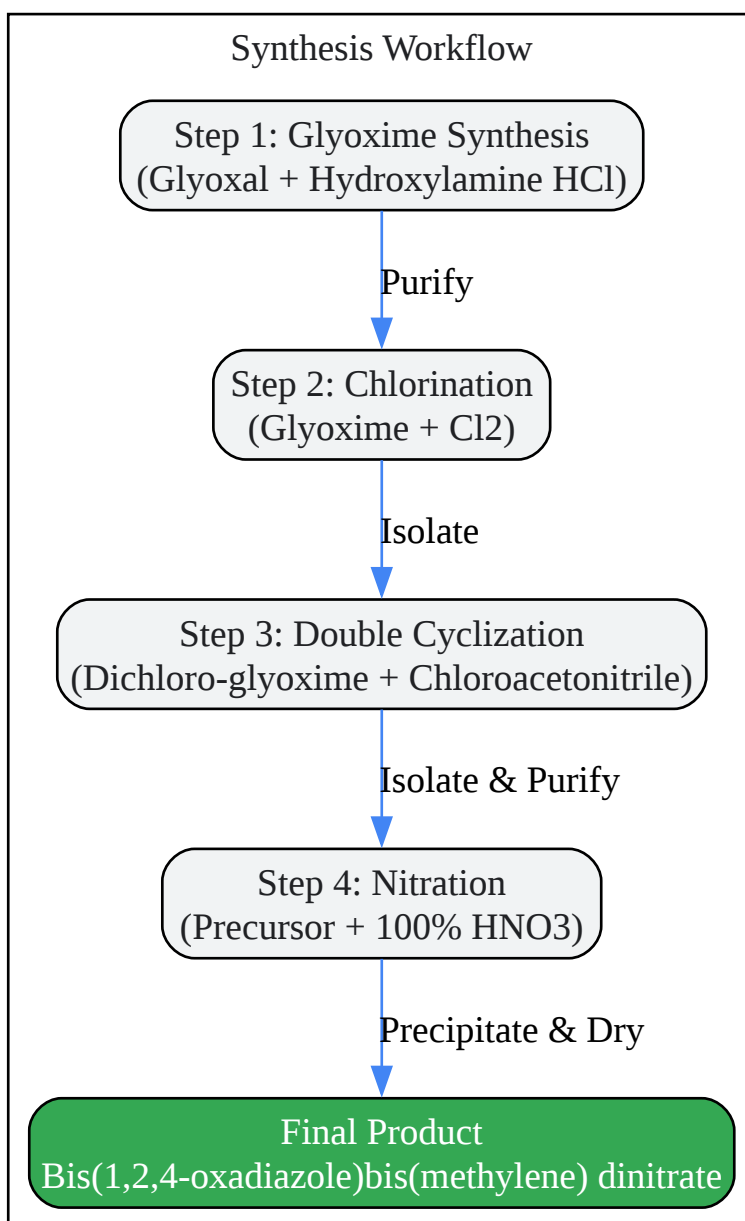 Synthesis Workflow
Step 1: Glyoxime Synthesis
(Glyoxal + Hydroxylamine HCl)
Purify
Step 2: Chlorination
(Glyoxime + Cl2)
Isolate
Step 3: Double Cyclization
(Dichloro-glyoxime + Chloroacetonitrile)
Isolate & Purify
Step 4: Nitration
(Precursor + 100% HNO3)
Precipitate & Dry
Final Product
Bis(1,2,4-oxadiazole)bis(methylene) dinitrate